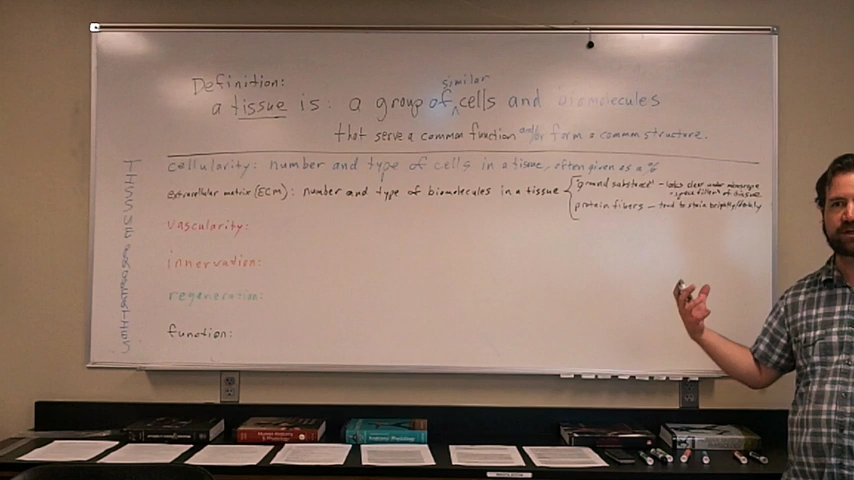 Definition:
similar
a tissue is: a group of ^ cells and biomolecules
that serve a common function and/or form a common structure.
cellularity: number and type of cells in a tissue, often given as a %
extracellular matrix (ECM): number and type of biomolecules in a tissue
"ground substance" - looks clear under microscope
protein fibers - tend to stain brightly/darkly
vascularity:
innervation:
regeneration:
function:
TISSUE
Anatomy Physiology